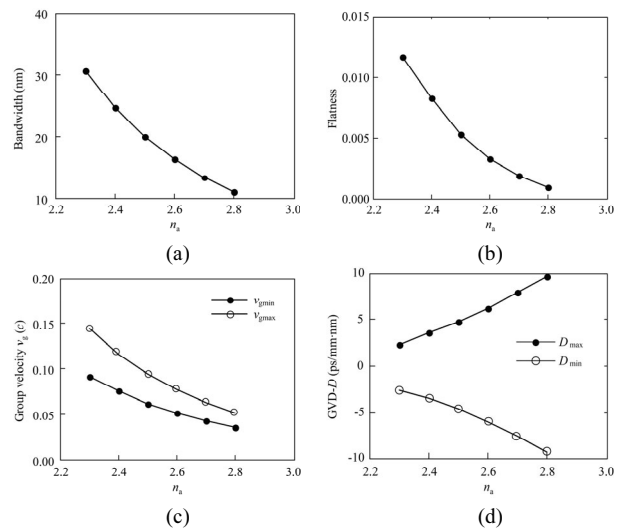 40
30
20
10
Bandwidth (nm)
2.2 2.4 2.6 2.8 3.0
nₐ
(a)
0.015
0.010
0.005
0.000
Flatness
2.2 2.4 2.6 2.8 3.0
nₐ
(b)
0.20
0.15
0.10
0.05
0.00
Group velocity vg (c)
vgmin
vgmax
2.2 2.4 2.6 2.8 3.0
nₐ
(c)
10
5
0
-5
-10
GVD-D (ps/mm·nm)
Dmax
Dmin
2.2 2.4 2.6 2.8 3.0
nₐ
(d)